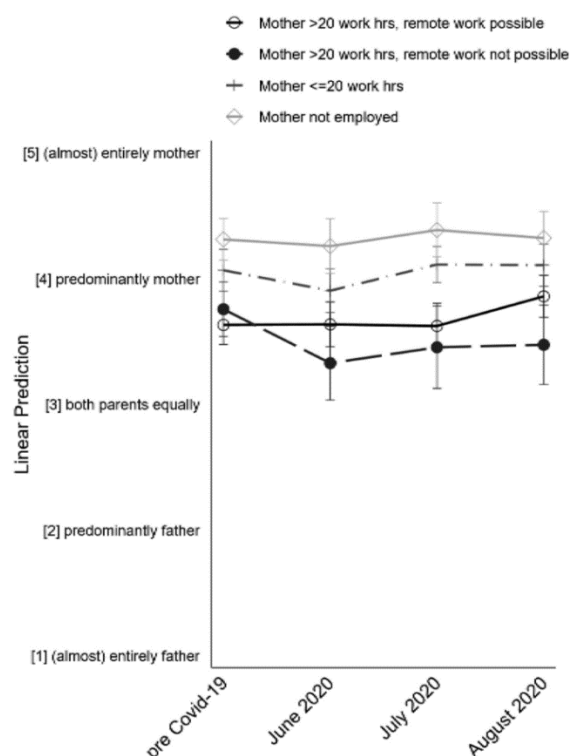 Mother >20 work hrs, remote work possible
Mother >20 work hrs, remote work not possible
Mother <=20 work hrs
Mother not employed
[5] (almost) entirely mother
[4] predominantly mother
[3] both parents equally
[2] predominantly father
[1] (almost) entirely father
Linear Prediction
pre Covid-19
June 2020
July 2020
August 2020